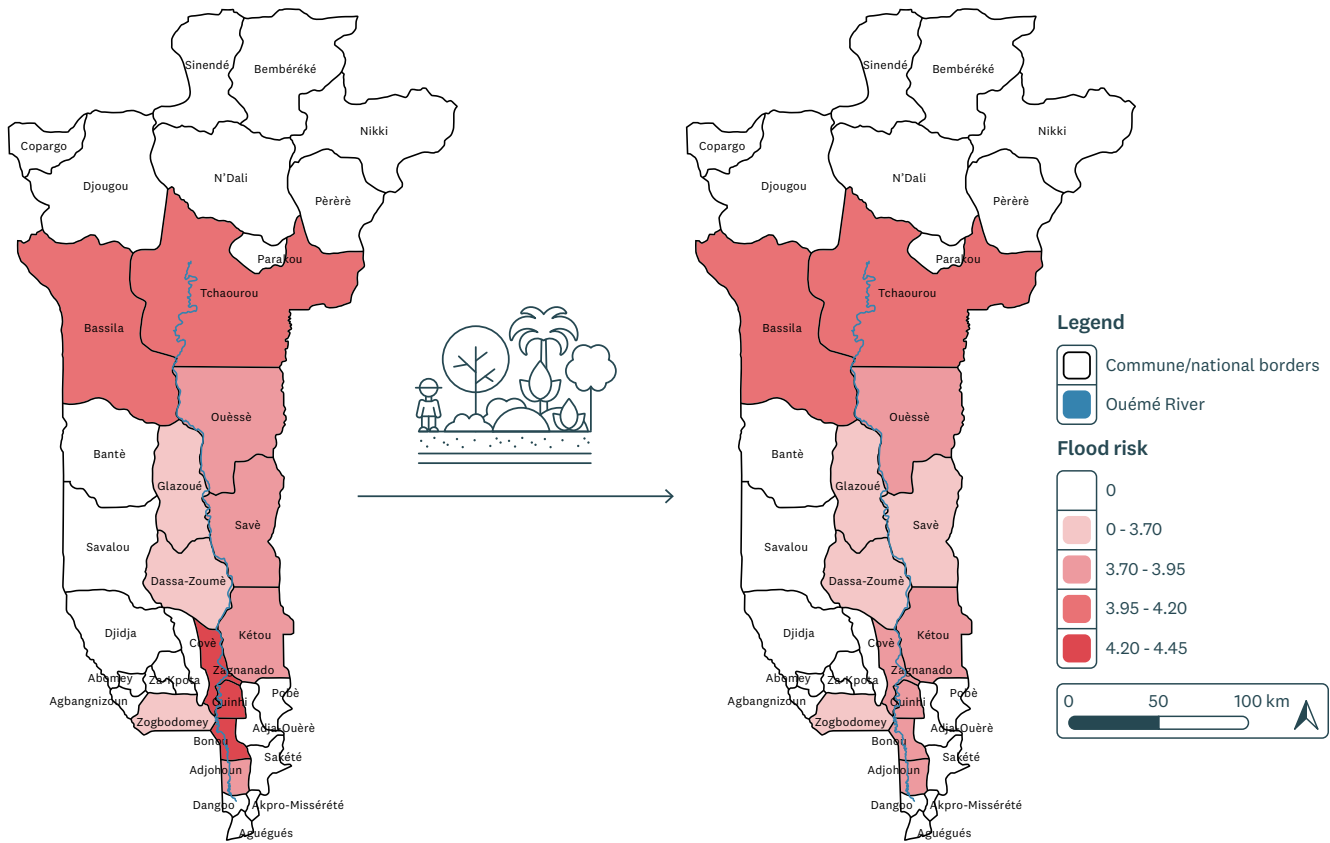 Sinendé
Bembéréké
Nikki
Copargo
N'Dali
Djougou
Pèrèrè
Parakou
Tchaourou
Bassila
Ouèssè
Bantè
Glazoué
Savè
Savalou
Dassa-Zoumè
Djidja
Kétou
Covè
Zagnanado
Abomey
Za-Kpota
Agbangnizoun
Pobè
Ouinhi
Zogbodomey
Adja-Ouèrè
Bonou
Sakété
Adjohoun
Dangbo
Akpro-Missérété
Aguégués
Sinendé
Bembéréké
Nikki
Copargo
N'Dali
Djougou
Pèrèrè
Parakou
Tchaourou
Bassila
Ouèssè
Bantè
Glazoué
Savè
Savalou
Dassa-Zoumè
Djidja
Kétou
Covè
Zagnanado
Abomey
Za-Kpota
Agbangnizoun
Pobè
Ouinhi
Zogbodomey
Adja-Ouèrè
Bonou
Sakété
Adjohoun
Dangbo
Akpro-Missérété
Aguégués
Legend
Commune/national borders
Ouémé River
Flood risk
0
0 - 3.70
3.70 - 3.95
3.95 - 4.20
4.20 - 4.45
0 50 100 km